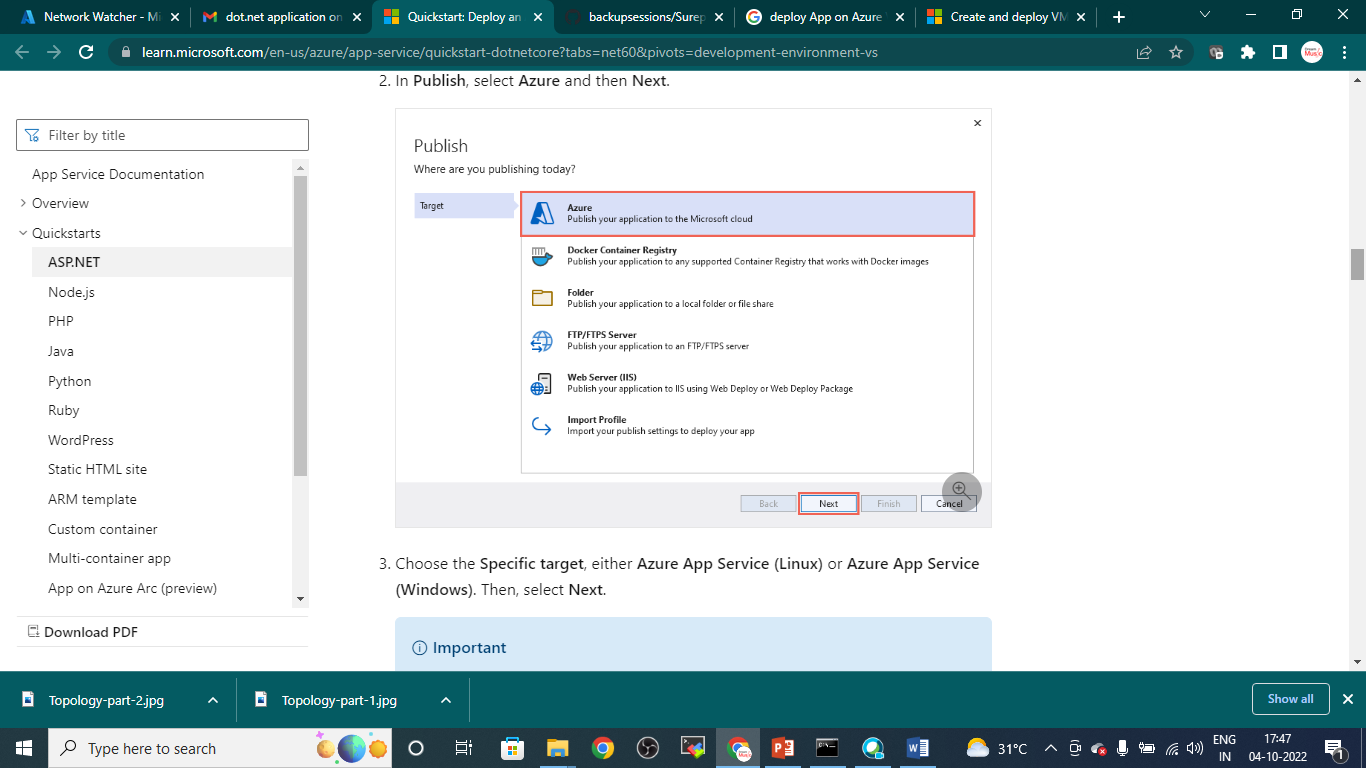 Network Watcher - Mi
dot.net application on
Quickstart: Deploy an
backupsessions/Surep
deploy App on Azure
Create and deploy VM
learn.microsoft.com/en-us/azure/app-service/quickstart-dotnetcore?tabs=net60&pivots=development-environment-vs
2. In Publish, select Azure and then Next.
Filter by title
App Service Documentation
Overview
Quickstarts
ASP.NET
Node.js
PHP
Java
Python
Ruby
WordPress
Static HTML site
ARM template
Custom container
Multi-container app
App on Azure Arc (preview)
Download PDF
Publish
Where are you publishing today?
Target
Azure
Publish your application to the Microsoft cloud
Docker Container Registry
Publish your application to any supported Container Registry that works with Docker images
Folder
Publish your application to a local folder or file share
FTP/FTPS Server
Publish your application to an FTP/FTPS server
Web Server (IIS)
Publish your application to IIS using Web Deploy or Web Deploy Package
Import Profile
Import your publish settings to deploy your app
Back
Next
Finish
Cancel
3. Choose the Specific target, either Azure App Service (Linux) or Azure App Service
(Windows). Then, select Next.
Important
Topology-part-2.jpg
Topology-part-1.jpg
Show all
Type here to search
31°C
ENG
IN
17:47
04-10-2022
1